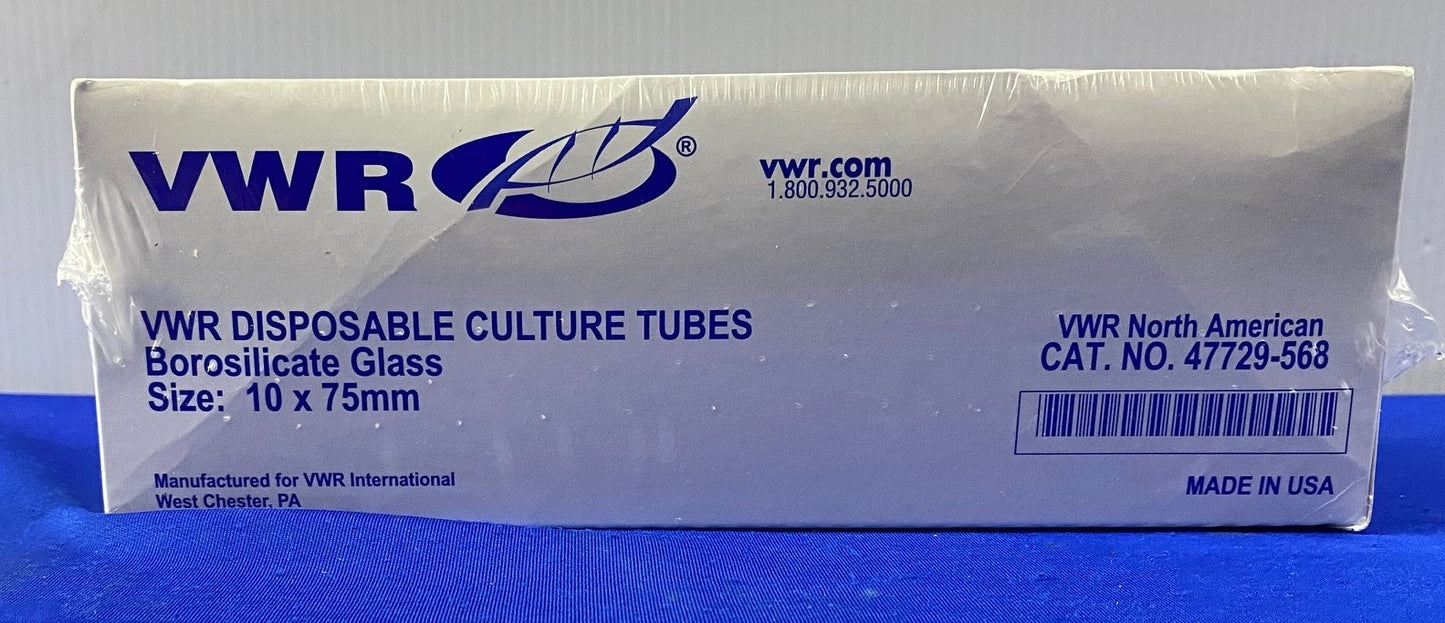 VWR®
vwr.com
1.800.932.5000
VWR DISPOSABLE CULTURE TUBES
Borosilicate Glass
Size: 10 x 75mm
VWR North American
CAT. NO. 47729-568
Manufactured for VWR International
West Chester, PA
MADE IN USA